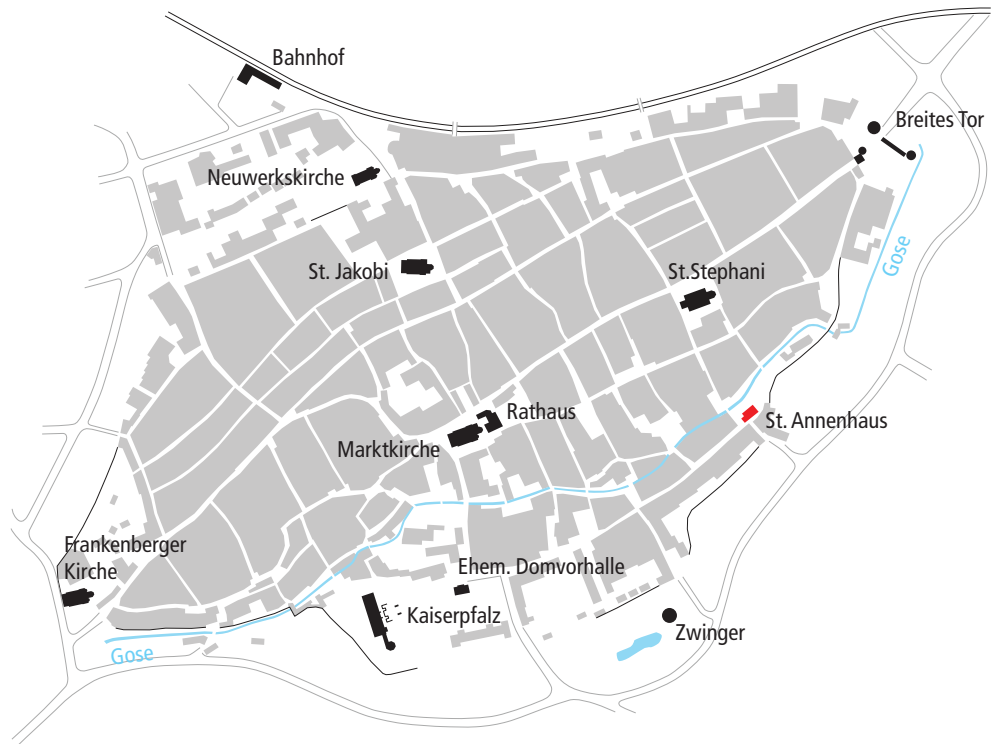 Bahnhof
Breites Tor
Neuwerkskirche
Gose
St. Jakobi
St.Stephani
Rathaus
St. Annenhaus
Marktkirche
Frankenberger
Kirche
Ehem. Domvorhalle
Kaiserpfalz
Zwinger
Gose